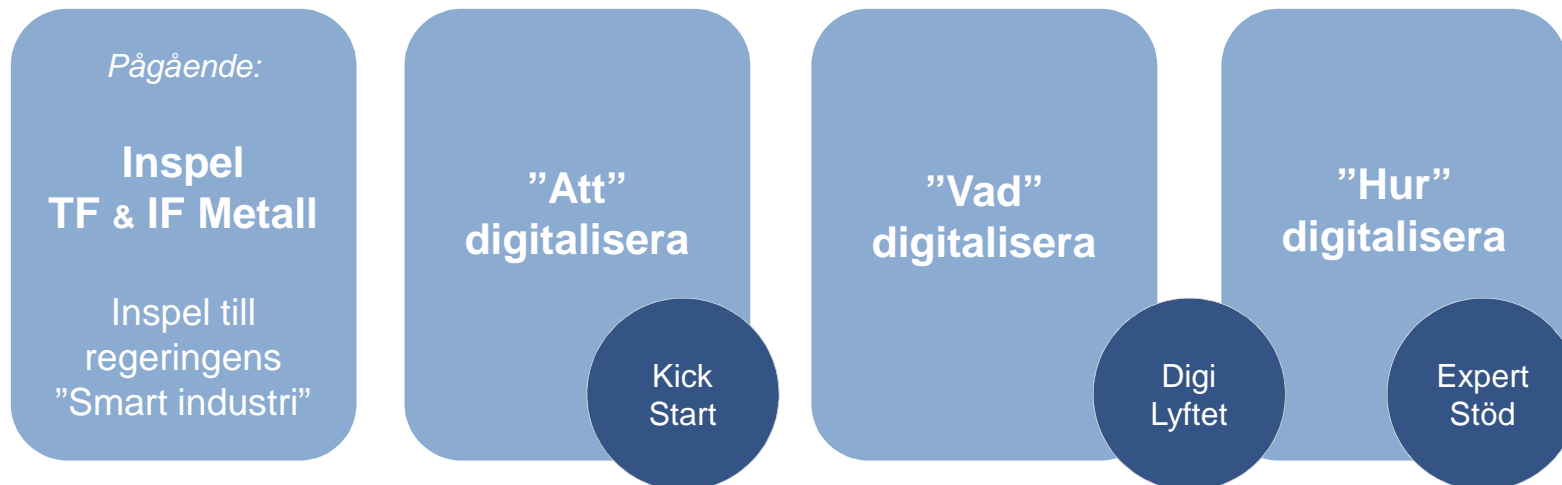 Pågående:
Inspel
TF & IF Metall
Inspel till
regeringens
”Smart industri”
”Att”
digitalisera
Kick
Start
”Vad”
digitalisera
Digi
Lyftet
”Hur”
digitalisera
Expert
Stöd